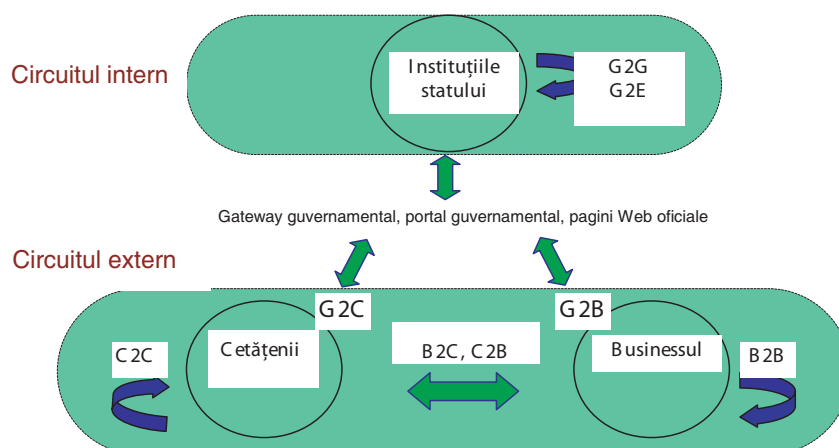 Circuitul intern
Instituțiile
statului
G2G
G2E
Gateway guvernamental, portal guvernamental, pagini Web oficiale
Circuitul extern
G2C
G2B
C2C
Cetățenii
B2C, C2B
Businessul
B2B